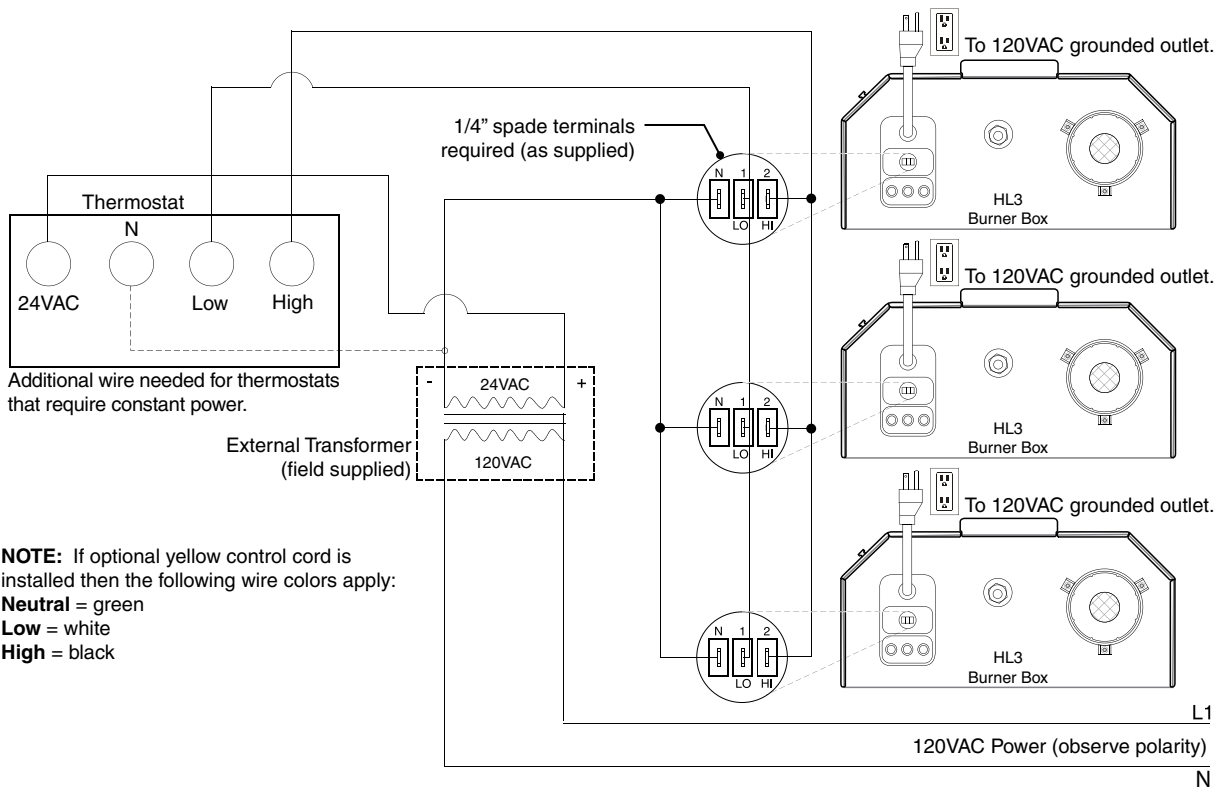 To 120VAC grounded outlet.
1/4” spade terminals
required (as supplied)
N 1 2
LO HI
HL3
Burner Box
Thermostat
N
24VAC
Low
High
To 120VAC grounded outlet.
Additional wire needed for thermostats
that require constant power.
- 24VAC +
External Transformer
(field supplied)
120VAC
N 1 2
LO HI
HL3
Burner Box
To 120VAC grounded outlet.
NOTE: If optional yellow control cord is
installed then the following wire colors apply:
Neutral = green
Low = white
High = black
N 1 2
LO HI
HL3
Burner Box
L1
120VAC Power (observe polarity)
N